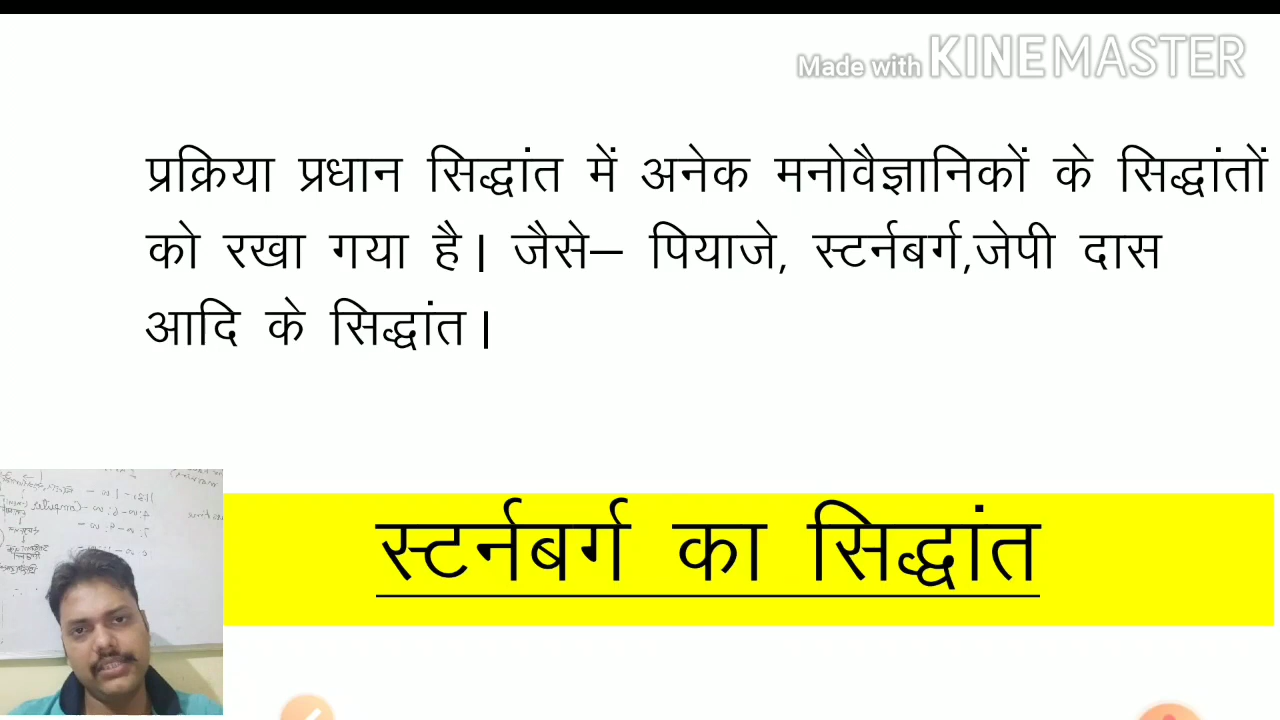 Made with KINEMASTER
प्रक्रिया प्रधान सिद्धांत में अनेक मनोवैज्ञानिकों के सिद्धांतों
को रखा गया है। जैसे– पियाजे, स्टर्नबर्ग,जेपी दास
आदि के सिद्धांत।
स्टर्नबर्ग का सिद्धांत